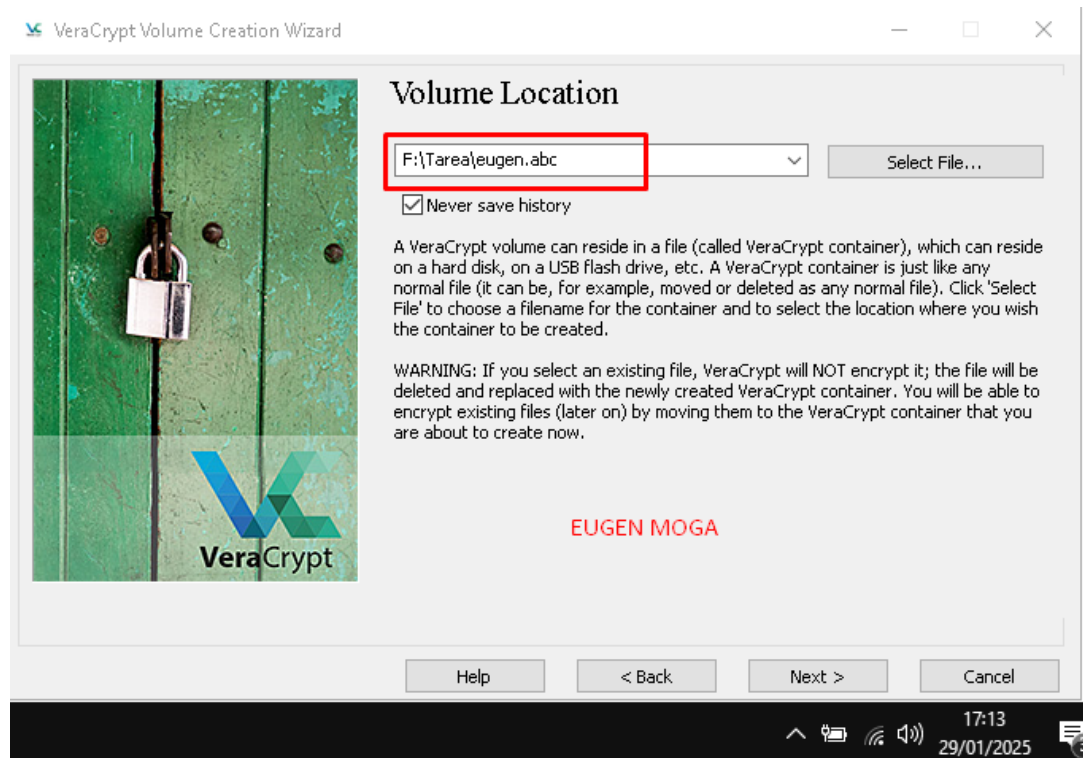 VeraCrypt Volume Creation Wizard
Volume Location
F:\Tarea\eugen.abc
Select File...
Never save history
A VeraCrypt volume can reside in a file (called VeraCrypt container), which can reside
on a hard disk, on a USB flash drive, etc. A VeraCrypt container is just like any
normal file (it can be, for example, moved or deleted as any normal file). Click 'Select
File' to choose a filename for the container and to select the location where you wish
the container to be created.
WARNING: If you select an existing file, VeraCrypt will NOT encrypt it; the file will be
deleted and replaced with the newly created VeraCrypt container. You will be able to
encrypt existing files (later on) by moving them to the VeraCrypt container that you
are about to create now.
EUGEN MOGA
VeraCrypt
Help
< Back
Next >
Cancel
17:13
29/01/2025